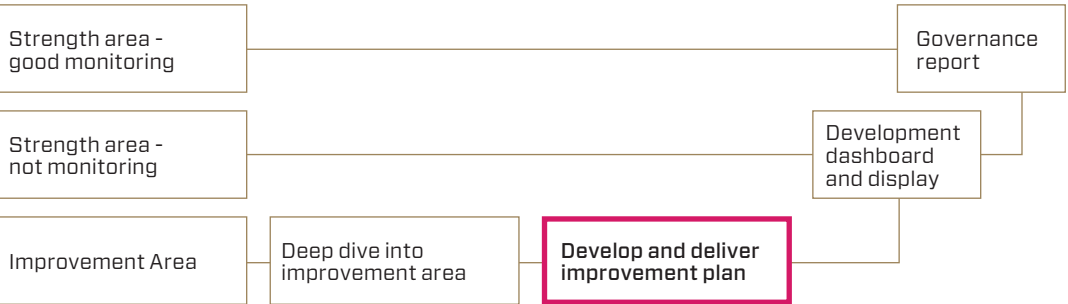 Strength area -
good monitoring
Governance
report
Strength area -
not monitoring
Development
dashboard
and display
Improvement Area
Deep dive into
improvement area
Develop and deliver
improvement plan